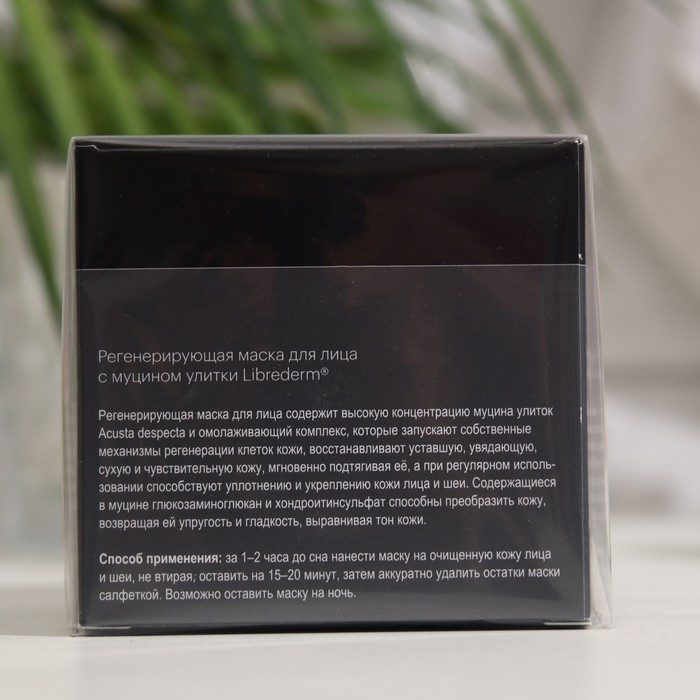 Регенерирующая маска для лица
с муцином улитки Librederm®
Регенерирующая маска для лица содержит высокую концентрацию муцина улиток
Acusta despecta и омолаживающий комплекс, которые запускают собственные
механизмы регенерации клеток кожи, восстанавливают уставшую, увядающую,
сухую и чувствительную кожу, мгновенно подтягивая её, а при регулярном исполь-
зовании способствуют уплотнению и укреплению кожи лица и шеи. Содержащиеся
в муцине глюкозаминоглюкан и хондроитинсульфат способны преобразить кожу,
возвращая ей упругость и гладкость, выравнивая тон кожи.
Способ применения: за 1–2 часа до сна нанести маску на очищенную кожу лица
и шеи, не втирая, оставить на 15–20 минут, затем аккуратно удалить остатки маски
салфеткой. Возможно оставить маску на ночь.